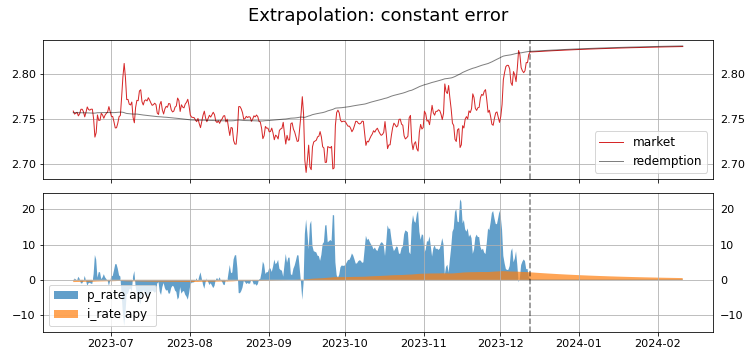 Extrapolation: constant error
2.80 2.80
2.75 2.75
2.70 2.70
market
redemption
20 20
10 10
0 0
−10 −10
p_rate apy
i_rate apy
2023-07 2023-08 2023-09 2023-10 2023-11 2023-12 2024-01 2024-02